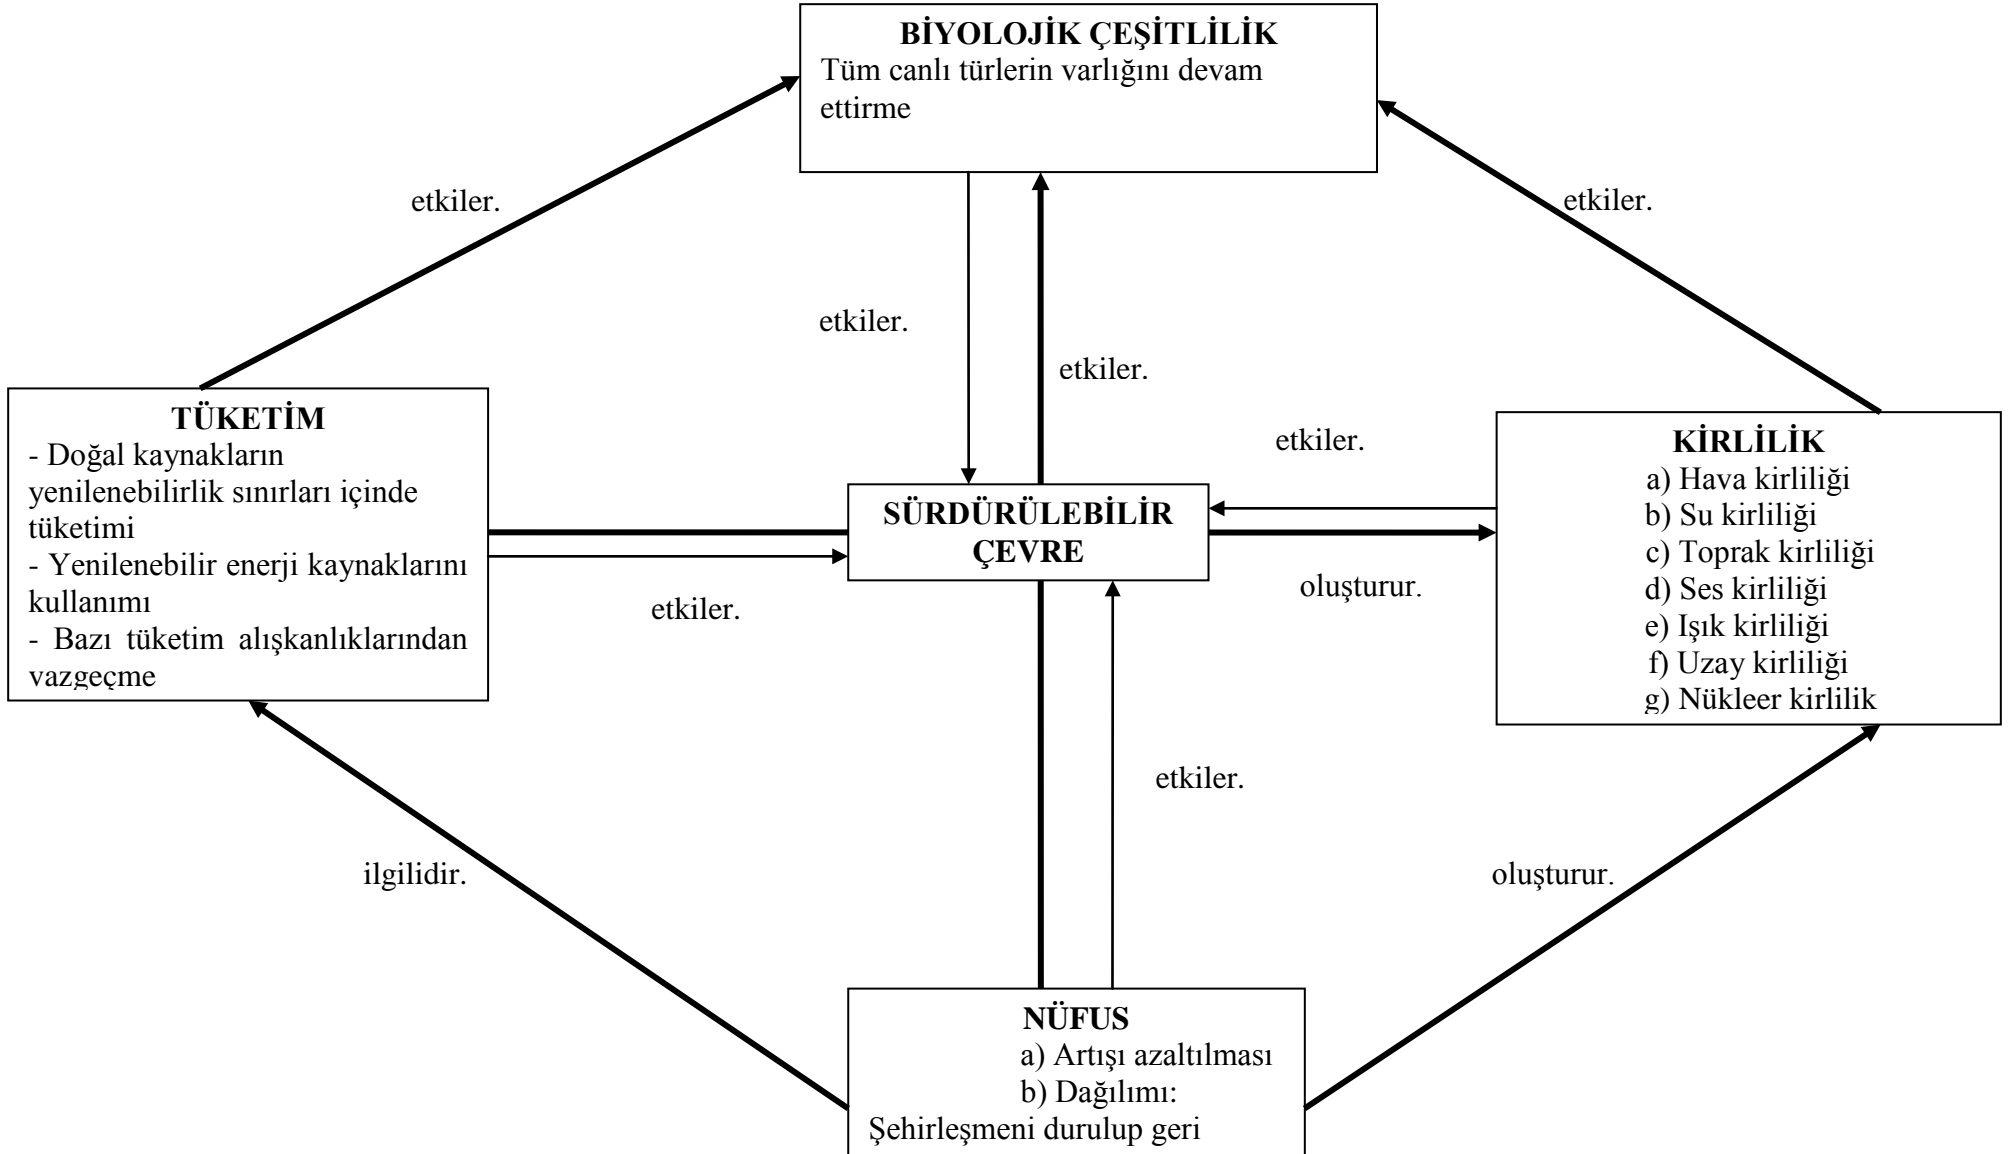 BİYOLOJİK ÇEŞİTLİLİK
Tüm canlı türlerin varlığını devam
ettirme
etkiler.
etkiler.
etkiler.
etkiler.
TÜKETİM
- Doğal kaynakların
yenilenebilirlik sınırları içinde
tüketimi
- Yenilenebilir enerji kaynaklarını
kullanımı
- Bazı tüketim alışkanlıklarından
vazgeçme
etkiler.
SÜRDÜRÜLEBİLİR
ÇEVRE
etkiler.
oluşturur.
KİRLİLİK
a) Hava kirliliği
b) Su kirliliği
c) Toprak kirliliği
d) Ses kirliliği
e) Işık kirliliği
f) Uzay kirliliği
g) Nükleer kirlilik
etkiler.
ilgilidir.
oluşturur.
NÜFUS
a) Artışı azaltılması
b) Dağılımı:
Şehirleşmeni durulup geri